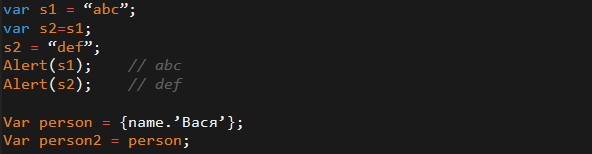 var s1 = “abc”;
var s2=s1;
s2 = “def”;
Alert(s1);    // abc
Alert(s2);    // def

Var person = {name.’Вася’};
Var person2 = person;